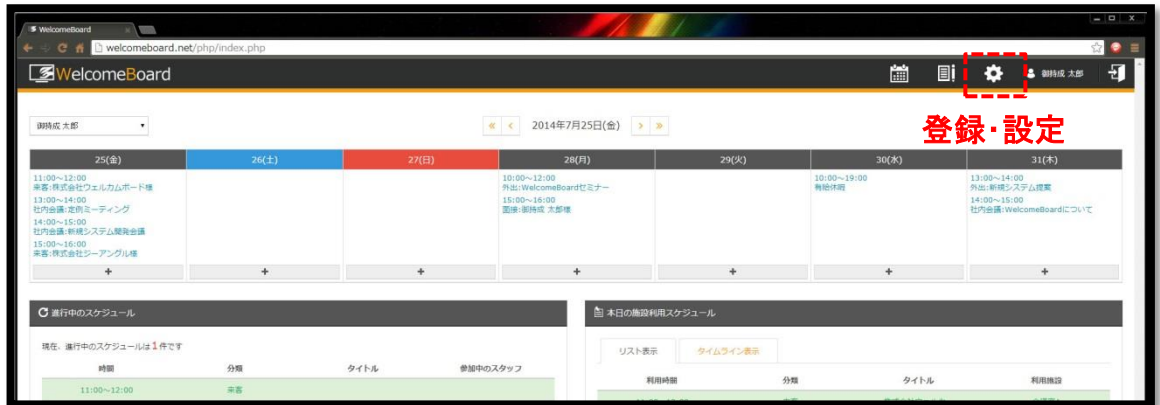 WelcomeBoard
welcomeboard.net/php/index.php
WelcomeBoard
御持成 太郎
登録・設定
御持成 太郎
2014年7月25日(金)
25(金) 26(土) 27(日) 28(月) 29(火) 30(水) 31(木)
11:00～12:00
来客:株式会社ウェルカムボード様
13:00～14:00
社内会議:定例ミーティング
14:00～15:00
社内会議:新規システム開発会議
15:00～16:00
来客:株式会社ジーアングル様
10:00～12:00
外出:WelcomeBoardセミナー
15:00～16:00
面接:御持成 太郎様
10:00～19:00
有給休暇
13:00～14:00
外出:新規システム提案
14:00～15:00
社内会議:WelcomeBoardについて
進行中のスケジュール
現在、進行中のスケジュールは1件です
時間 分類 タイトル 参加中のスタッフ
11:00～12:00 来客
本日の施設利用スケジュール
リスト表示 タイムライン表示
利用時間 分類 タイトル 利用施設